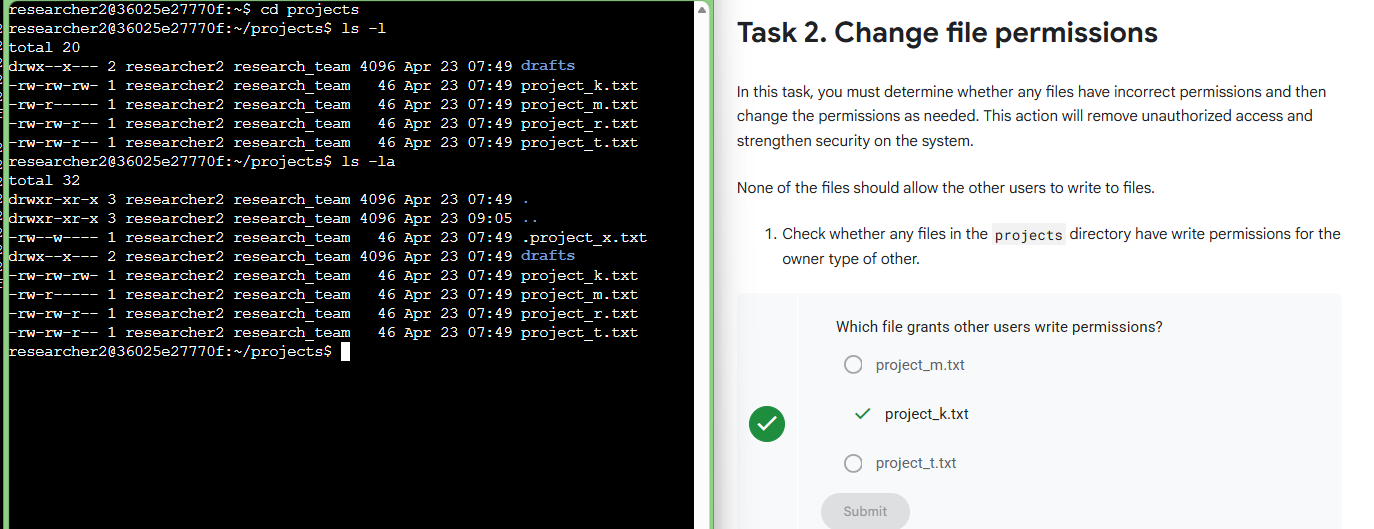 researcher2@36025e27770f:~$ cd projects
researcher2@36025e27770f:~/projects$ ls -l
total 20
drwx--x--- 2 researcher2 research_team 4096 Apr 23 07:49 drafts
-rw-rw-rw- 1 researcher2 research_team   46 Apr 23 07:49 project_k.txt
-rw-r----- 1 researcher2 research_team   46 Apr 23 07:49 project_m.txt
-rw-rw-r-- 1 researcher2 research_team   46 Apr 23 07:49 project_r.txt
-rw-rw-r-- 1 researcher2 research_team   46 Apr 23 07:49 project_t.txt
researcher2@36025e27770f:~/projects$ ls -la
total 32
drwxr-xr-x 3 researcher2 research_team 4096 Apr 23 07:49 .
drwxr-xr-x 3 researcher2 research_team 4096 Apr 23 09:05 ..
-rw--w---- 1 researcher2 research_team   46 Apr 23 07:49 .project_x.txt
drwx--x--- 2 researcher2 research_team 4096 Apr 23 07:49 drafts
-rw-rw-rw- 1 researcher2 research_team   46 Apr 23 07:49 project_k.txt
-rw-r----- 1 researcher2 research_team   46 Apr 23 07:49 project_m.txt
-rw-rw-r-- 1 researcher2 research_team   46 Apr 23 07:49 project_r.txt
-rw-rw-r-- 1 researcher2 research_team   46 Apr 23 07:49 project_t.txt
researcher2@36025e27770f:~/projects$
Task 2. Change file permissions
In this task, you must determine whether any files have incorrect permissions and then
change the permissions as needed. This action will remove unauthorized access and
strengthen security on the system.
None of the files should allow the other users to write to files.
1. Check whether any files in the projects directory have write permissions for the
owner type of other.
Which file grants other users write permissions?
project_m.txt
project_k.txt
project_t.txt
Submit